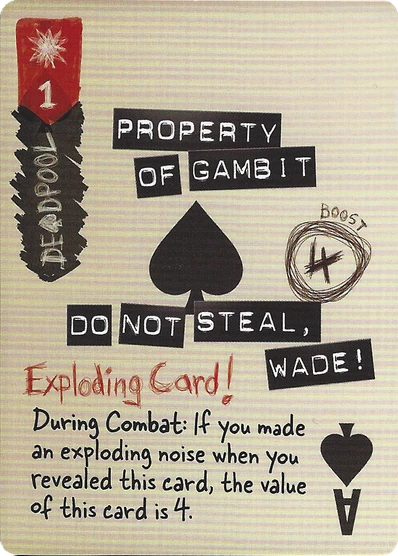 1
DEADPOOL
PROPERTY
OF GAMBIT
BOOST
4
DO NOT STEAL,
WADE!
Exploding Card!
During Combat: If you made
an exploding noise when you
revealed this card, the value
of this card is 4.
A